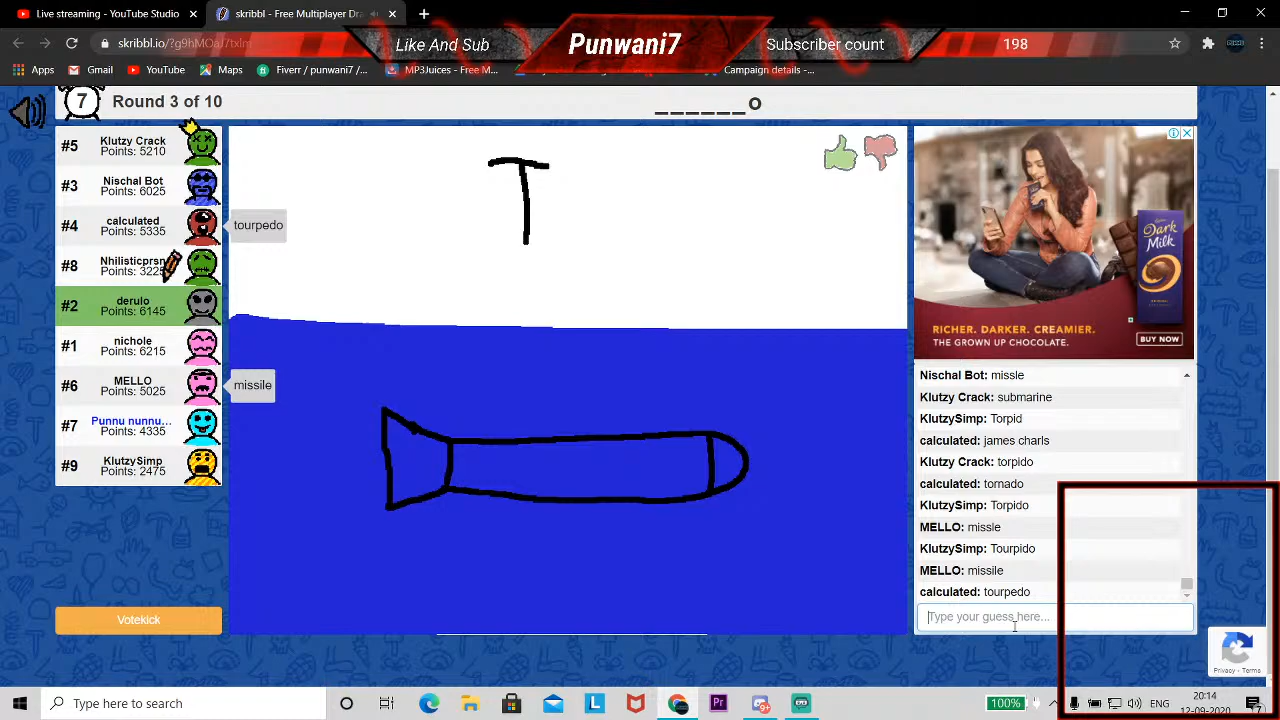 Live streaming - YouTube Studio
skribbl - Free Multiplayer Dra
skribbl.io/?g9hMOaJ7txlm
Like And Sub
Punwani7
Subscriber count
198
Apps
Gmail
YouTube
Maps
Fiverr / punwani7 /...
MP3Juices - Free M...
Campaign details -...
7
Round 3 of 10
______o
#5
Klutzy Crack
Points: 5210
#3
Nischal Bot
Points: 6025
#4
calculated
Points: 5335
tourpedo
#8
Nhilisticprsn
Points: 3225
#2
derulo
Points: 6145
#1
nichole
Points: 6215
#6
MELLO
Points: 5025
missile
#7
Punnu nunnu...
Points: 4335
#9
KlutzySimp
Points: 2475
Votekick
T
Dark Milk
RICHER. DARKER. CREAMIER.
THE GROWN UP CHOCOLATE.
BUY NOW
Nischal Bot: missle
Klutzy Crack: submarine
KlutzySimp: Torpid
calculated: james charls
Klutzy Crack: torpido
calculated: tornado
KlutzySimp: Torpido
MELLO: missle
KlutzySimp: Tourpido
MELLO: missile
calculated: tourpedo
Type your guess here...
Privacy - Terms
Type here to search
100%
ENG
20:14
12-09-2020